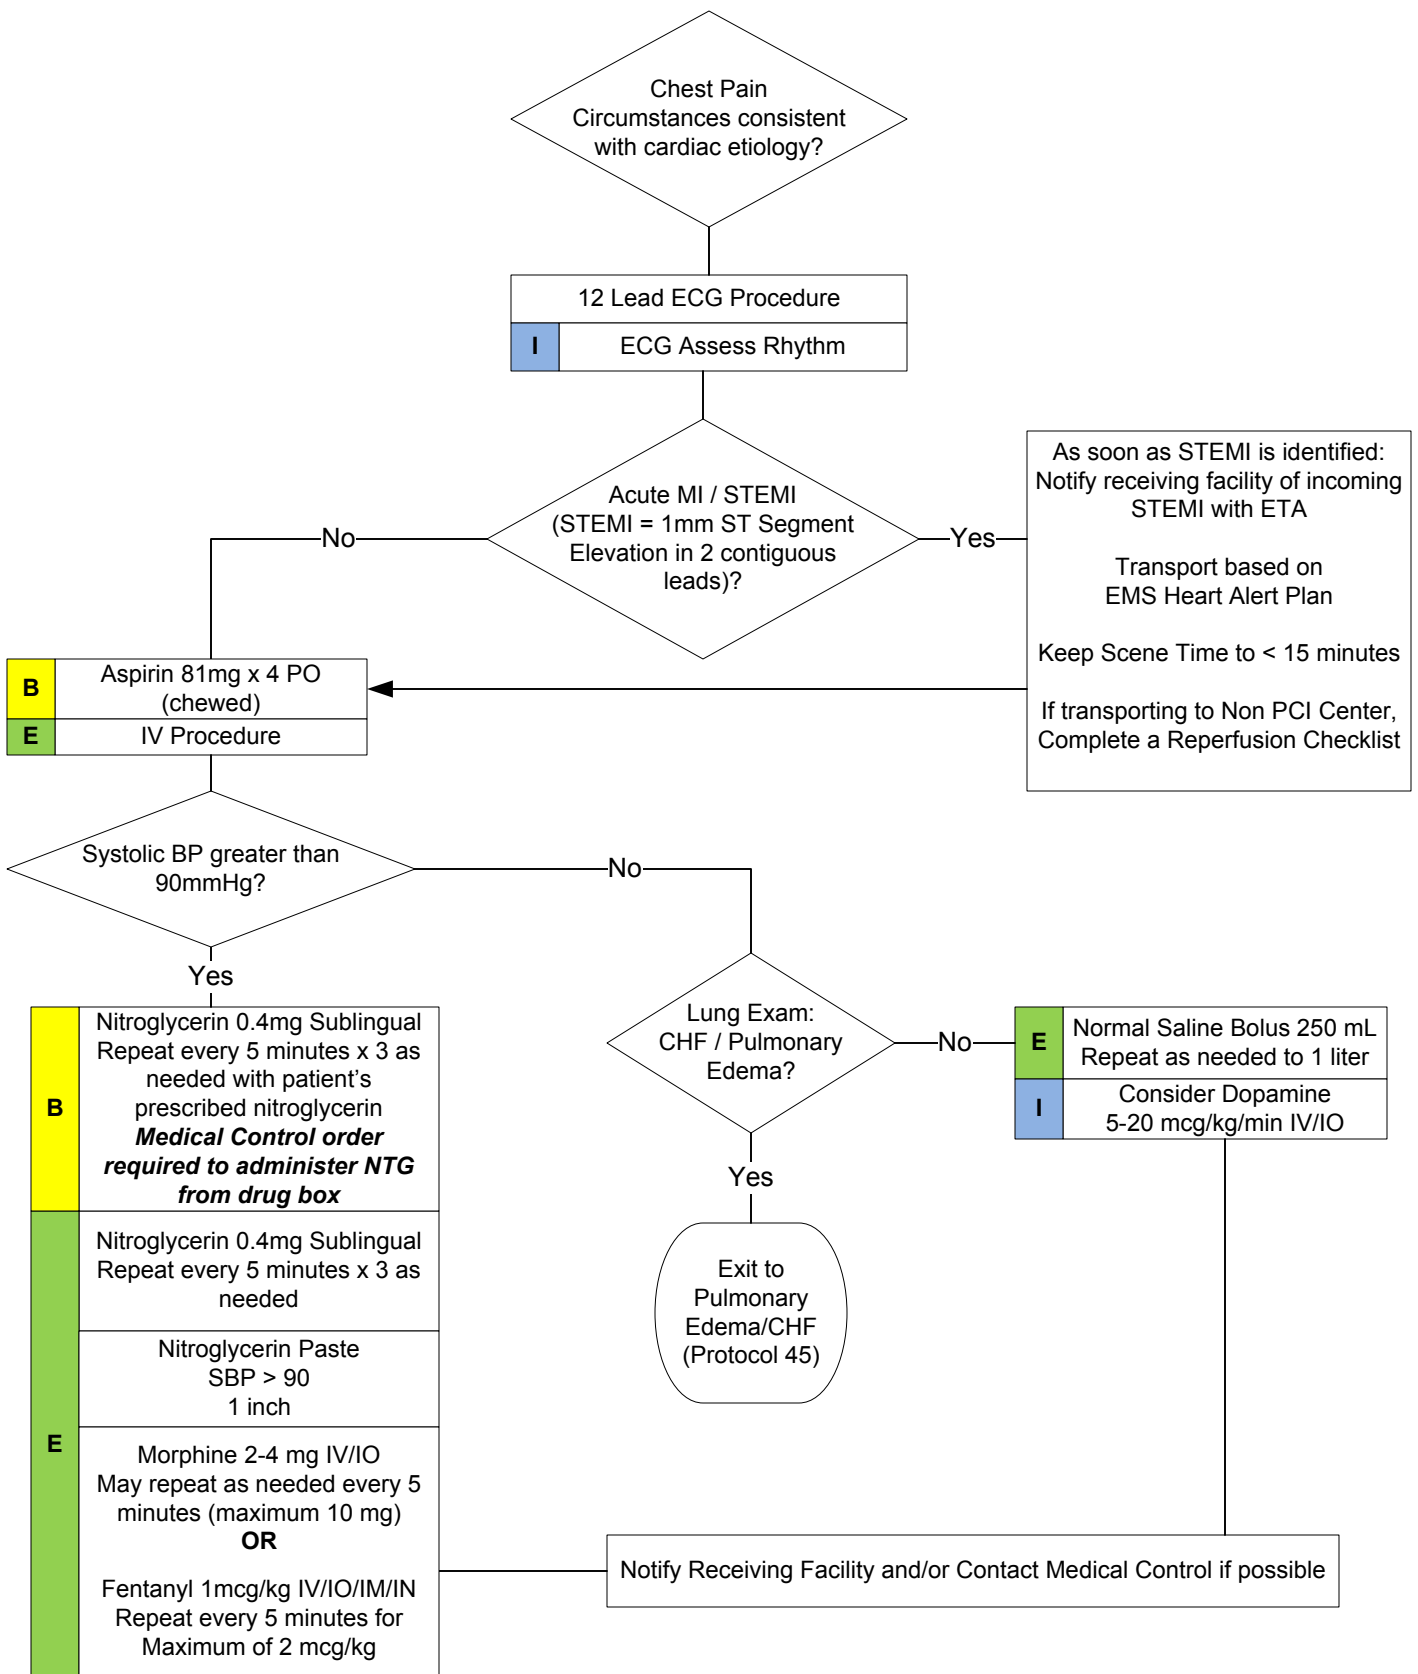 Chest Pain
Circumstances consistent
with cardiac etiology?
12 Lead ECG Procedure
I
ECG Assess Rhythm
Acute MI / STEMI
(STEMI = 1mm ST Segment
Elevation in 2 contiguous
leads)?
No
Yes
As soon as STEMI is identified:
Notify receiving facility of incoming
STEMI with ETA
Transport based on
EMS Heart Alert Plan
Keep Scene Time to < 15 minutes
If transporting to Non PCI Center,
Complete a Reperfusion Checklist
B
Aspirin 81mg x 4 PO
(chewed)
E
IV Procedure
Systolic BP greater than
90mmHg?
No
Yes
Lung Exam:
CHF / Pulmonary
Edema?
No
E
Normal Saline Bolus 250 mL
Repeat as needed to 1 liter
I
Consider Dopamine
5-20 mcg/kg/min IV/IO
Yes
Exit to
Pulmonary
Edema/CHF
(Protocol 45)
B
Nitroglycerin 0.4mg Sublingual
Repeat every 5 minutes x 3 as
needed with patient's
prescribed nitroglycerin
Medical Control order
required to administer NTG
from drug box
E
Nitroglycerin 0.4mg Sublingual
Repeat every 5 minutes x 3 as
needed
Nitroglycerin Paste
SBP > 90
1 inch
Morphine 2-4 mg IV/IO
May repeat as needed every 5
minutes (maximum 10 mg)
OR
Fentanyl 1mcg/kg IV/IO/IM/IN
Repeat every 5 minutes for
Maximum of 2 mcg/kg
Notify Receiving Facility and/or Contact Medical Control if possible